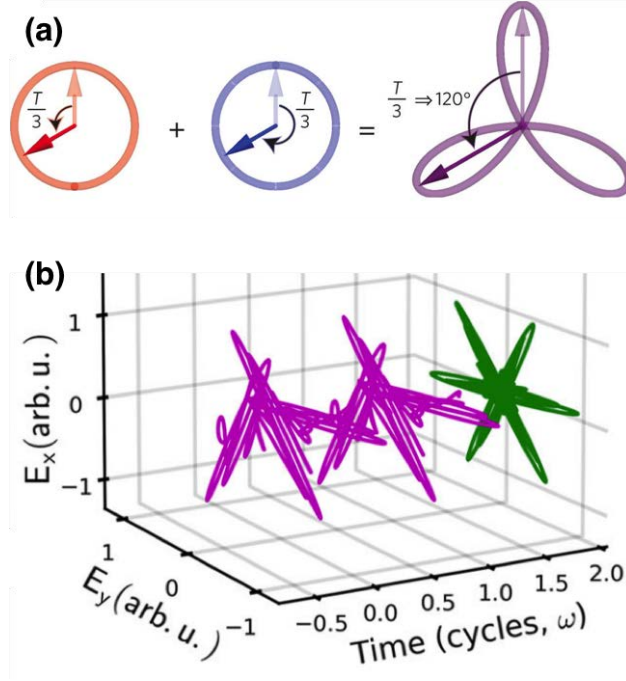 (a)
T/3
+
T/3
=
T/3 ⇒120°
(b)
1
0
−1
E_x(arb. u.)
1
0
−1
E_y(arb. u.)
−0.5 0.0 0.5 1.0 1.5 2.0
Time (cycles, ω)